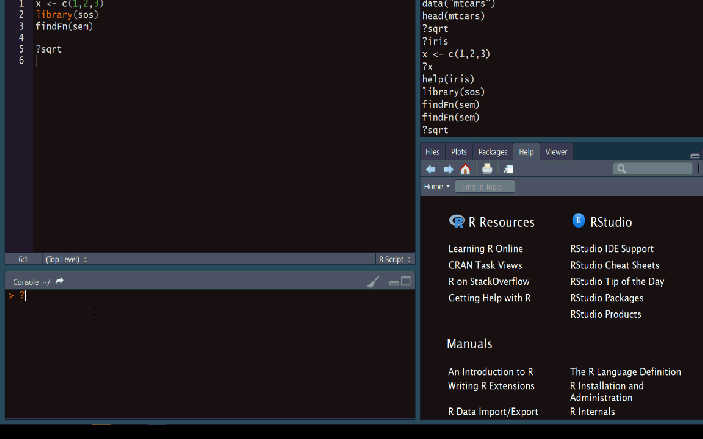 1 x <- c(1,2,3)
2 library(sos)
3 findFn(sem)
4
5 ?sqrt
6
6:1 (Top Level) R Script
Console ~/
> ?
data("mtcars")
head(mtcars)
?sqrt
?iris
x <- c(1,2,3)
?x
help(iris)
library(sos)
findFn(sem)
findFn(sem)
?sqrt
Files Plots Packages Help Viewer
Home Find in Topic
R Resources
Learning R Online
CRAN Task Views
R on StackOverflow
Getting Help with R
RStudio
RStudio IDE Support
RStudio Cheat Sheets
RStudio Tip of the Day
RStudio Packages
RStudio Products
Manuals
An Introduction to R
Writing R Extensions
R Data Import/Export
The R Language Definition
R Installation and
Administration
R Internals